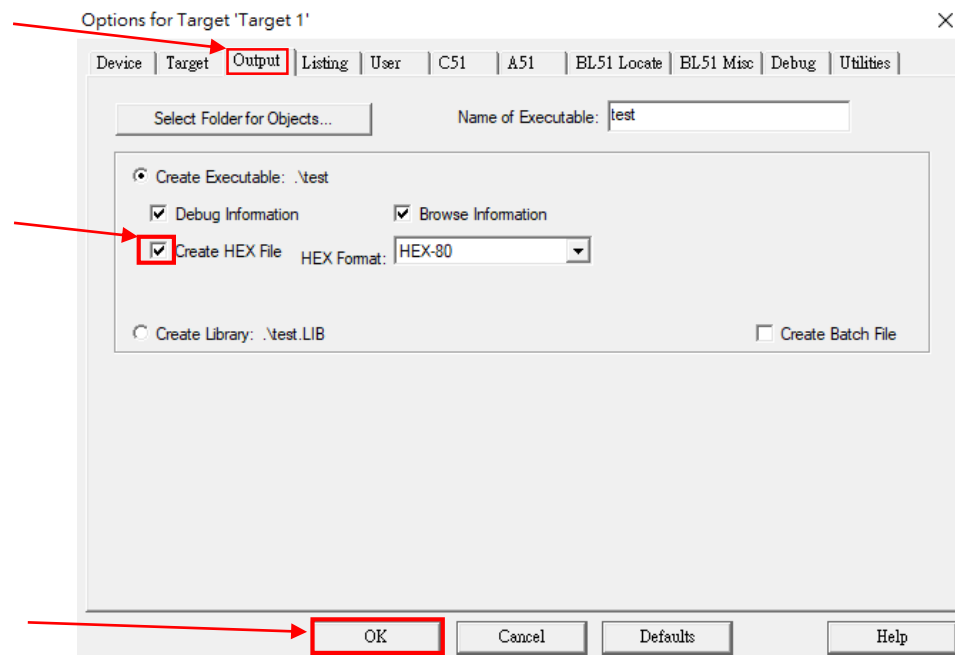 Options for Target 'Target 1'
Device Target Output Listing User C51 A51 BL51 Locate BL51 Misc Debug Utilities
Select Folder for Objects... Name of Executable: test
Create Executable: .\test
Debug Information Browse Information
Create HEX File HEX Format: HEX-80
Create Library: .\test.LIB Create Batch File
OK Cancel Defaults Help